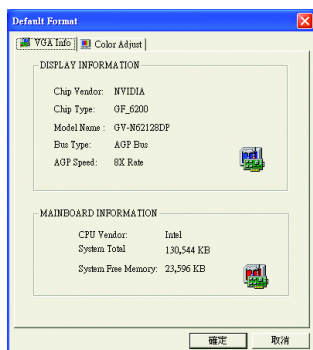 Default Format
VGA Info
Color Adjust
DISPLAY INFORMATION
Chip Vendor: NVIDIA
Chip Type: GF_6200
Model Name : GV-N62128DP
Bus Type: AGP Bus
AGP Speed: 8X Rate
MAINBOARD INFORMATION
CPU Vendor: Intel
System Total 130,544 KB
System Free Memory: 23,596 KB
確定
取消